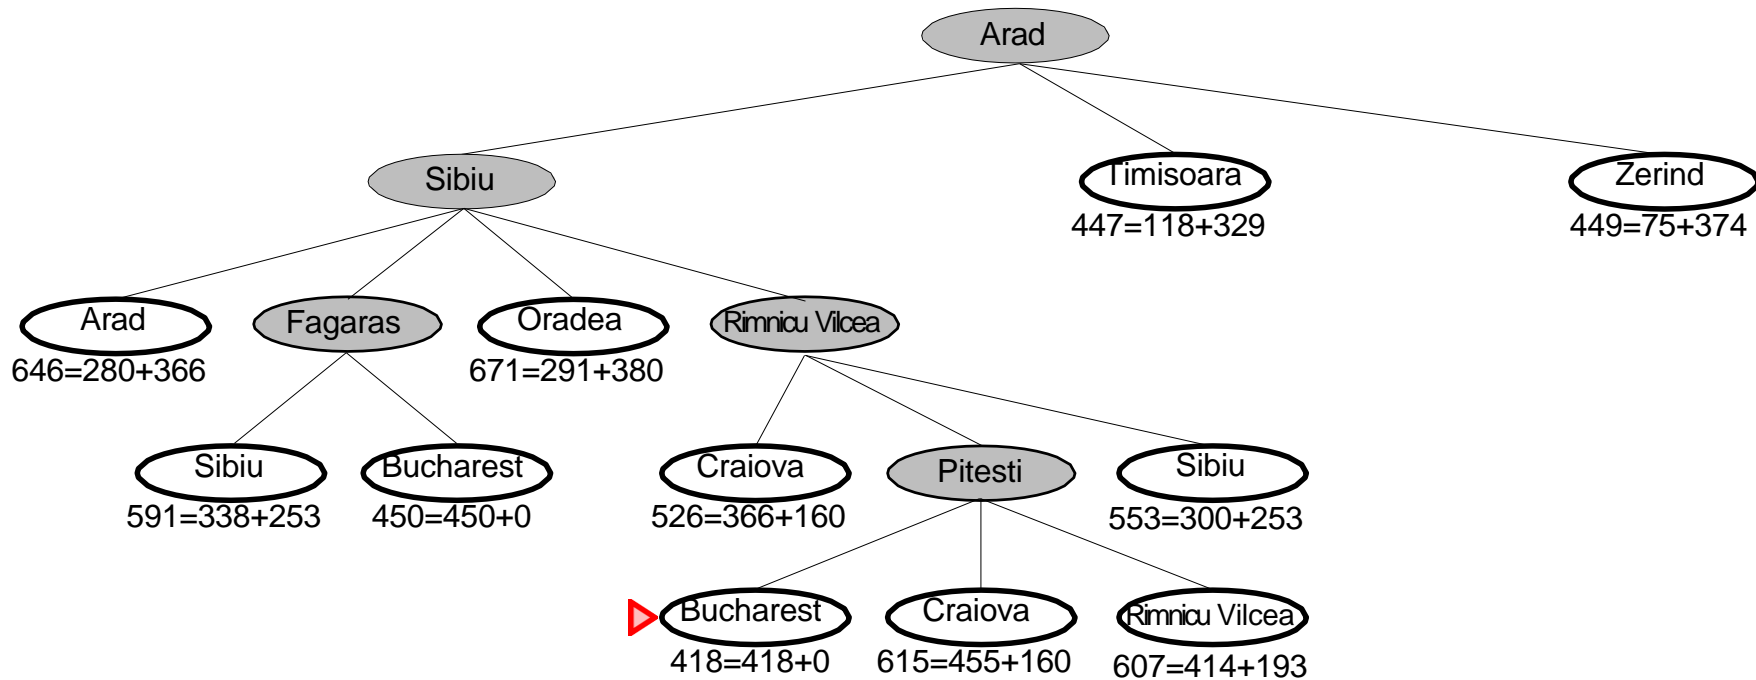 Arad
Sibiu
Timisoara
447=118+329
Zerind
449=75+374
Arad
646=280+366
Fagaras
Oradea
671=291+380
Rimnicu Vilcea
Sibiu
591=338+253
Bucharest
450=450+0
Craiova
526=366+160
Pitesti
Sibiu
553=300+253
Bucharest
418=418+0
Craiova
615=455+160
Rimnicu Vilcea
607=414+193